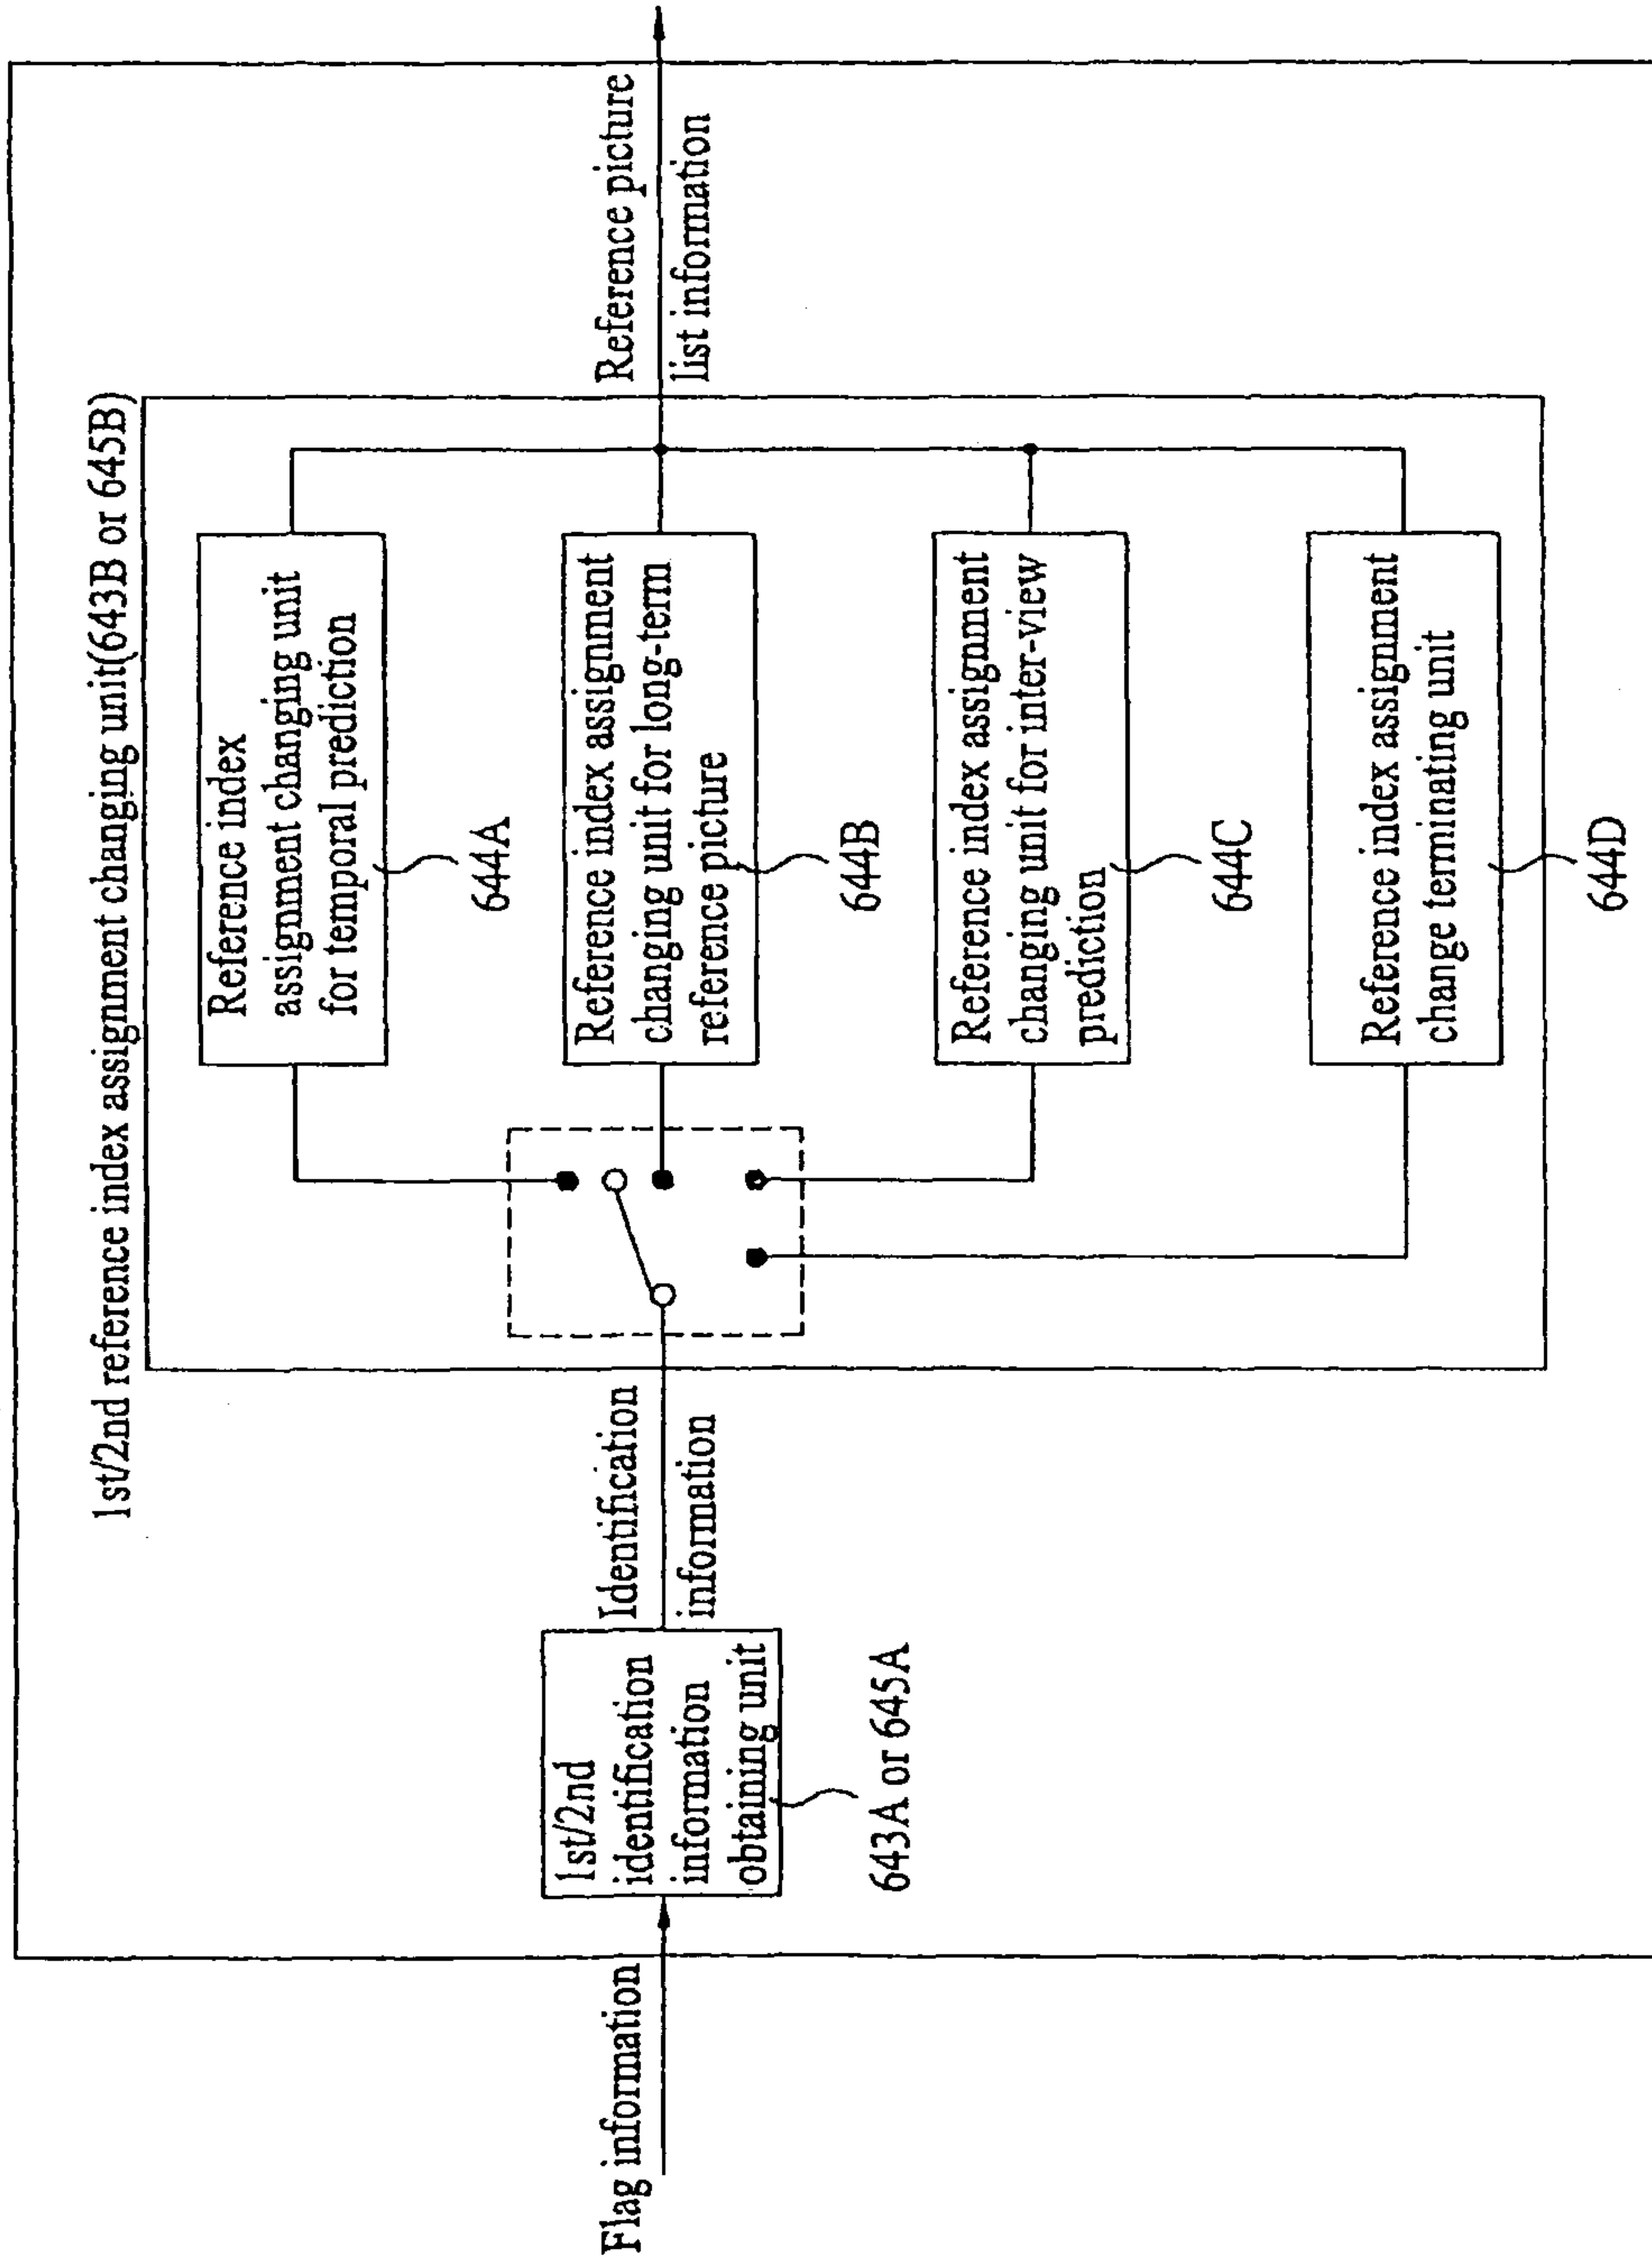 1st/2nd reference index assignment changing unit(643B or 645B)
Flag information
1st/2nd
identification
information
obtaining unit
643A or 645A
Identification
information
Reference index
assignment changing unit
for temporal prediction
644A
Reference index assignment
changing unit for long-term
reference picture
644B
Reference index assignment
changing unit for inter-view
prediction
644C
Reference index assignment
change terminating unit
644D
Reference picture
list information